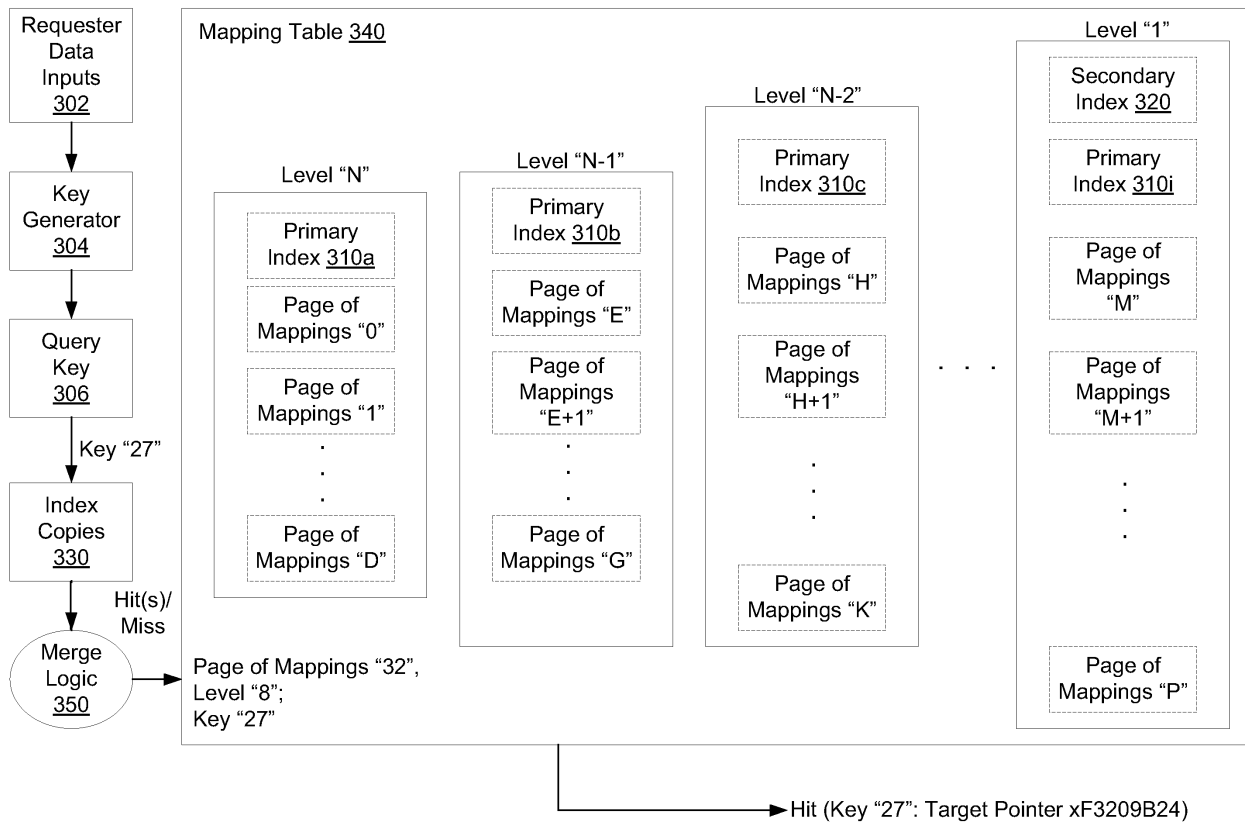 Requester
Data
Inputs
302
Key
Generator
304
Query
Key
306
Key “27”
Index
Copies
330
Hit(s)/
Miss
Merge
Logic
350
Mapping Table 340
Page of Mappings “32”,
Level “8”;
Key “27”
Level “N”
Primary
Index 310a
Page of
Mappings “0”
Page of
Mappings “1”
.
.
.
Page of
Mappings “D”
Level “N-1”
Primary
Index 310b
Page of
Mappings “E”
Page of
Mappings
“E+1”
.
.
.
Page of
Mappings “G”
Level “N-2”
Primary
Index 310c
Page of
Mappings “H”
Page of
Mappings
“H+1”
.
.
.
Page of
Mappings “K”
. . .
Level “1”
Secondary
Index 320
Primary
Index 310i
Page of
Mappings
“M”
Page of
Mappings
“M+1”
.
.
.
Page of
Mappings “P”
Hit (Key “27”: Target Pointer xF3209B24)